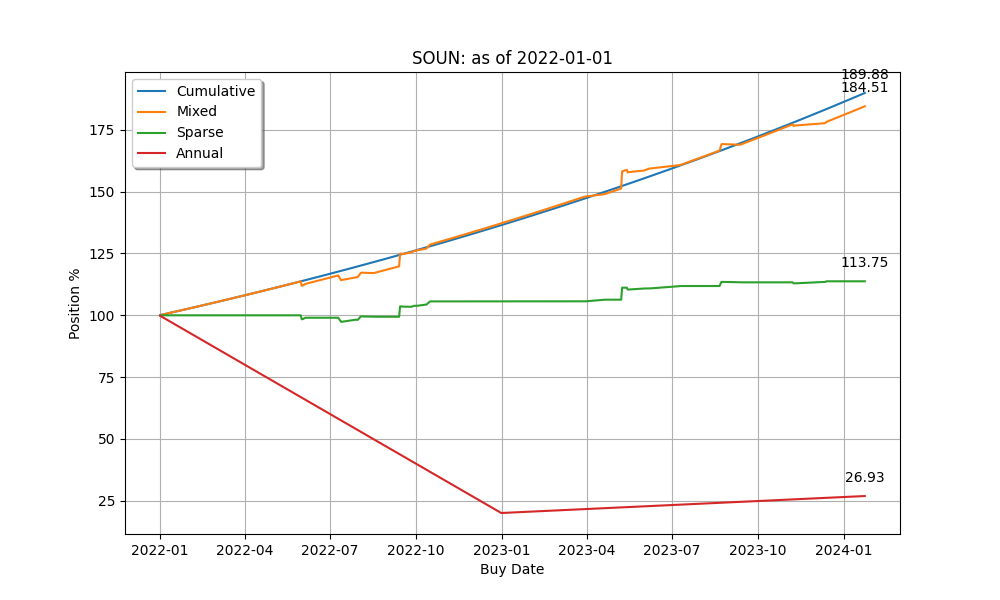 SOUN: as of 2022-01-01
189.88
184.51
Cumulative
Mixed
Sparse
Annual
113.75
26.93
Position %
175
150
125
100
75
50
25
2022-01 2022-04 2022-07 2022-10 2023-01 2023-04 2023-07 2023-10 2024-01
Buy Date